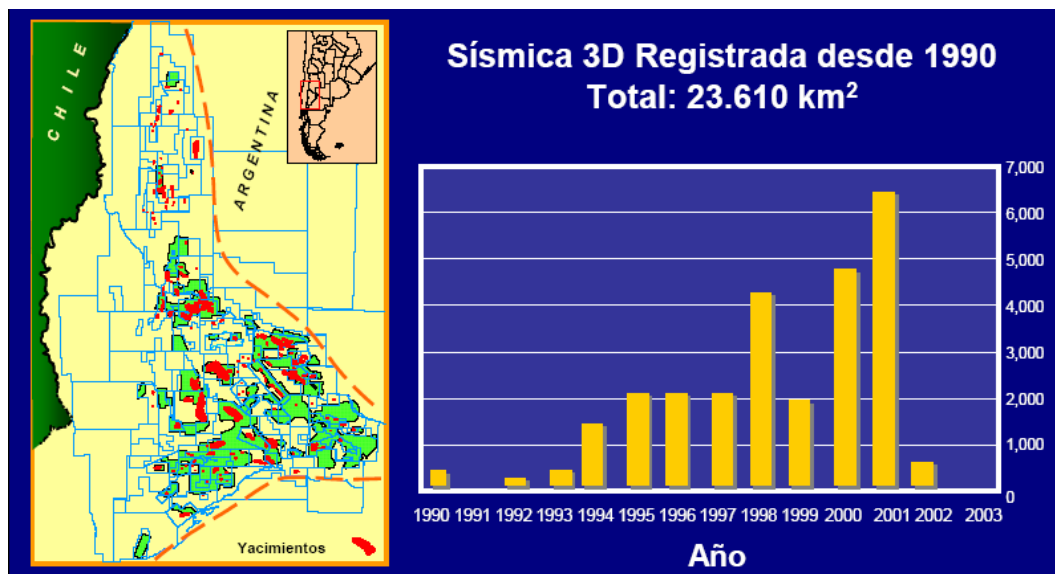 CHILE
ARGENTINA
Yacimientos
Sísmica 3D Registrada desde 1990
Total: 23.610 km²
7,000
6,000
5,000
4,000
3,000
2,000
1,000
0
1990 1991 1992 1993 1994 1995 1996 1997 1998 1999 2000 2001 2002 2003
Año